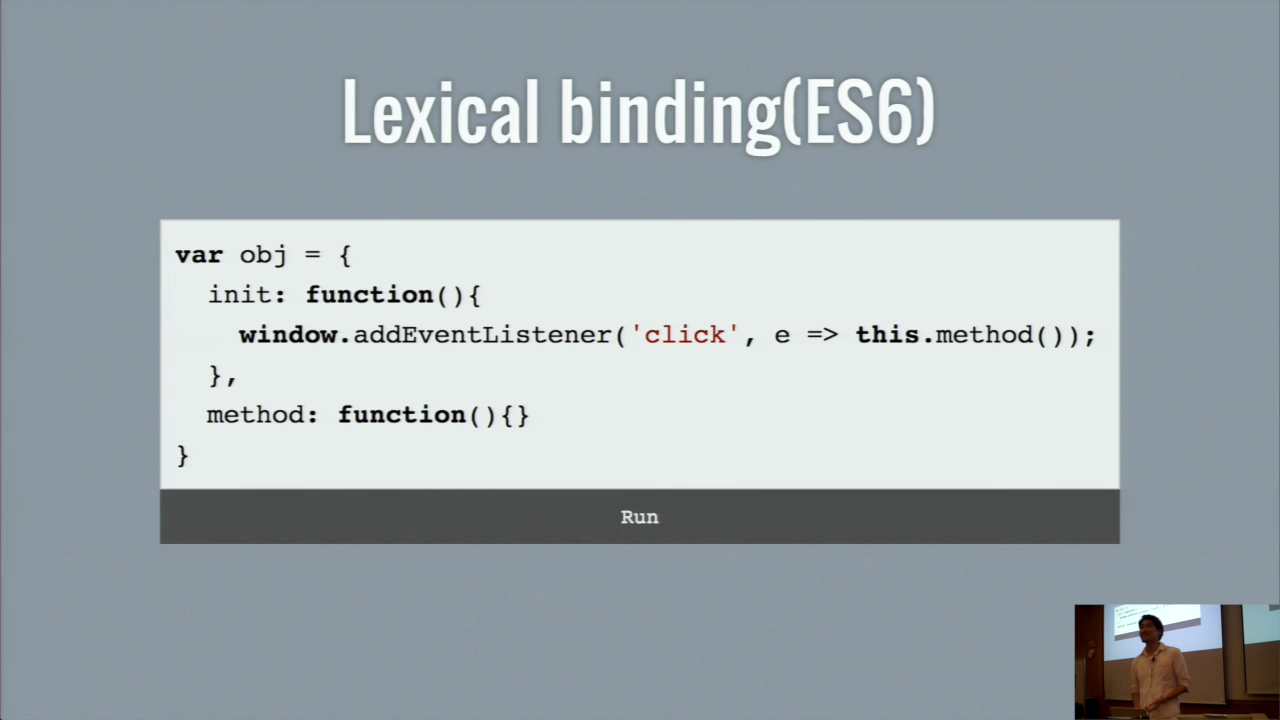 Lexical binding(ES6)
var obj = {
  init: function(){
    window.addEventListener('click', e => this.method());
  },
  method: function(){}
}
Run